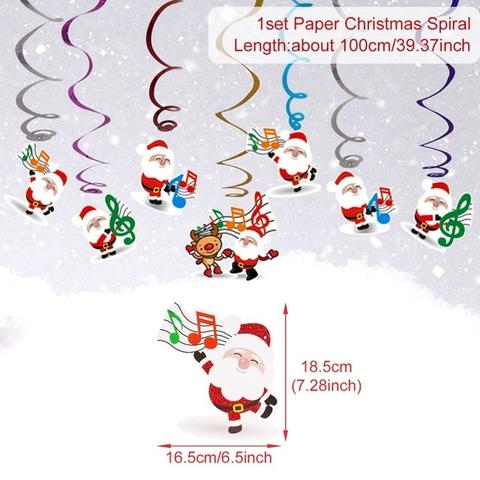 1set Paper Christmas Spiral
Length:about 100cm/39.37inch
18.5cm
(7.28inch)
16.5cm/6.5inch